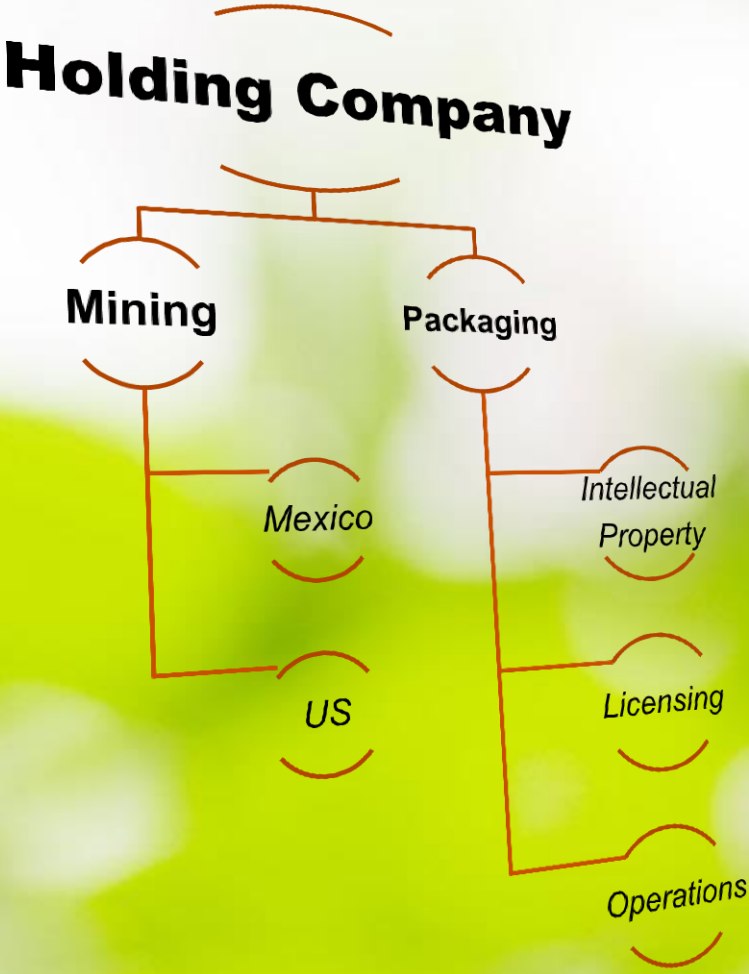 Holding Company
Mining
Packaging
Mexico
Intellectual
Property
US
Licensing
Operations